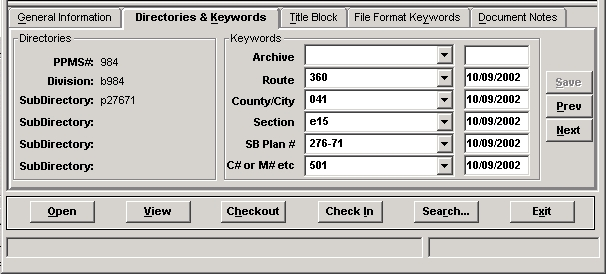 General Information Directories & Keywords Title Block File Format Keywords Document Notes
Directories
PPMS#: 984
Division: b984
SubDirectory: p27671
SubDirectory:
SubDirectory:
SubDirectory:
Keywords
Archive
Route 360 10/09/2002
County/City 041 10/09/2002
Section e15 10/09/2002
SB Plan # 276-71 10/09/2002
C# or M# etc 501 10/09/2002
Save
Prev
Next
Open View Checkout Check In Search... Exit